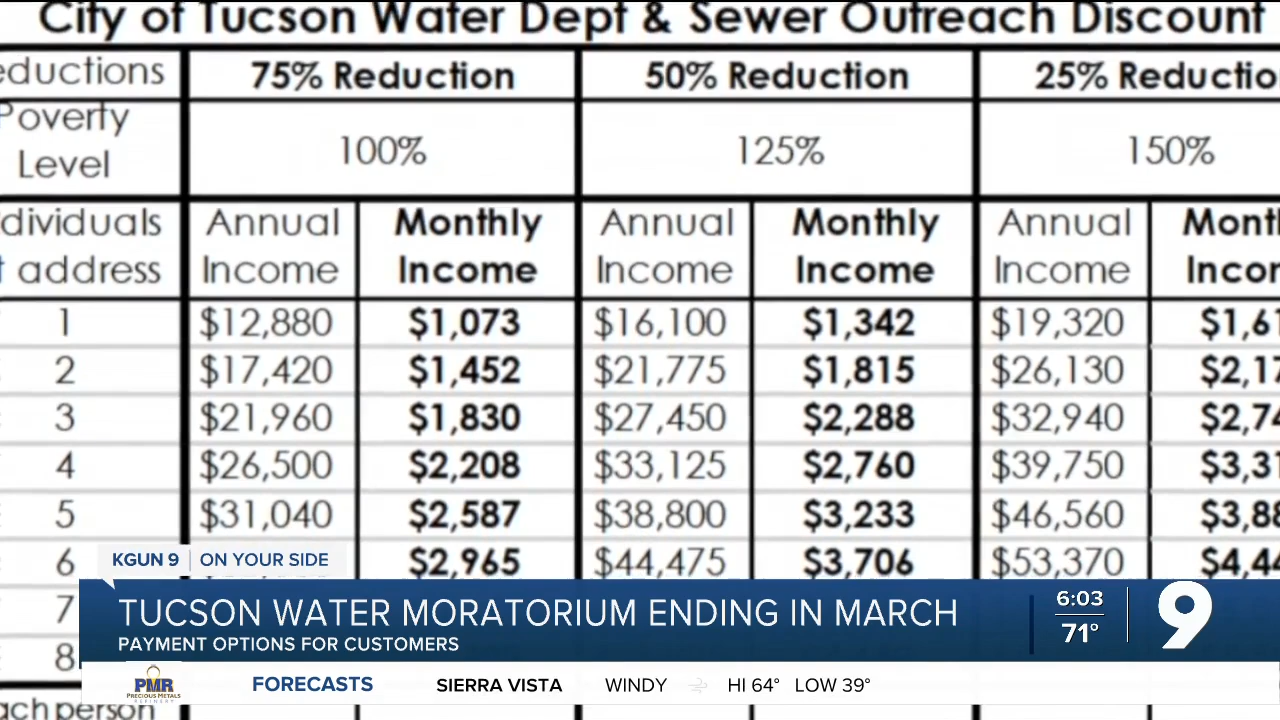 City of Tucson Water Dept & Sewer Outreach Discount
75% Reduction 50% Reduction 25%
Poverty Level 100% 125% 150%
Annual Income Monthly Income Annual Income Monthly Income Annual Income
address
1 $12,880 $1,073 $16,100 $1,342 $19,320
2 $17,420 $1,452 $21,775 $1,815 $26,130
3 $21,960 $1,830 $27,450 $2,288 $32,940
4 $26,500 $2,208 $33,125 $2,760 $39,750
5 $31,040 $2,587 $38,800 $3,233 $46,560
6 $2,965 $44,475 $3,706 $53,370
7
8
person
KGUN 9 | ON YOUR SIDE
TUCSON WATER MORATORIUM ENDING IN MARCH
PAYMENT OPTIONS FOR CUSTOMERS
6:03
71°
9
PMR
PRECIOUS METALS
REFINERY
FORECASTS SIERRA VISTA WINDY HI 64° LOW 39°